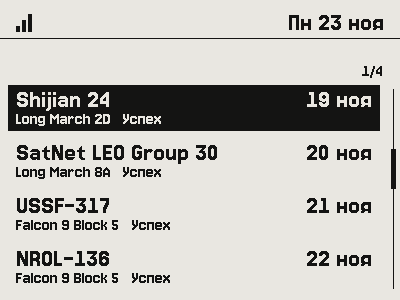 Пн 23 ноя
1/4
Shijian 24 19 ноя
Long March 2D Успех
SatNet LEO Group 30 20 ноя
Long March 8A Успех
USSF-317 21 ноя
Falcon 9 Block 5 Успех
NROL-136 22 ноя
Falcon 9 Block 5 Успех